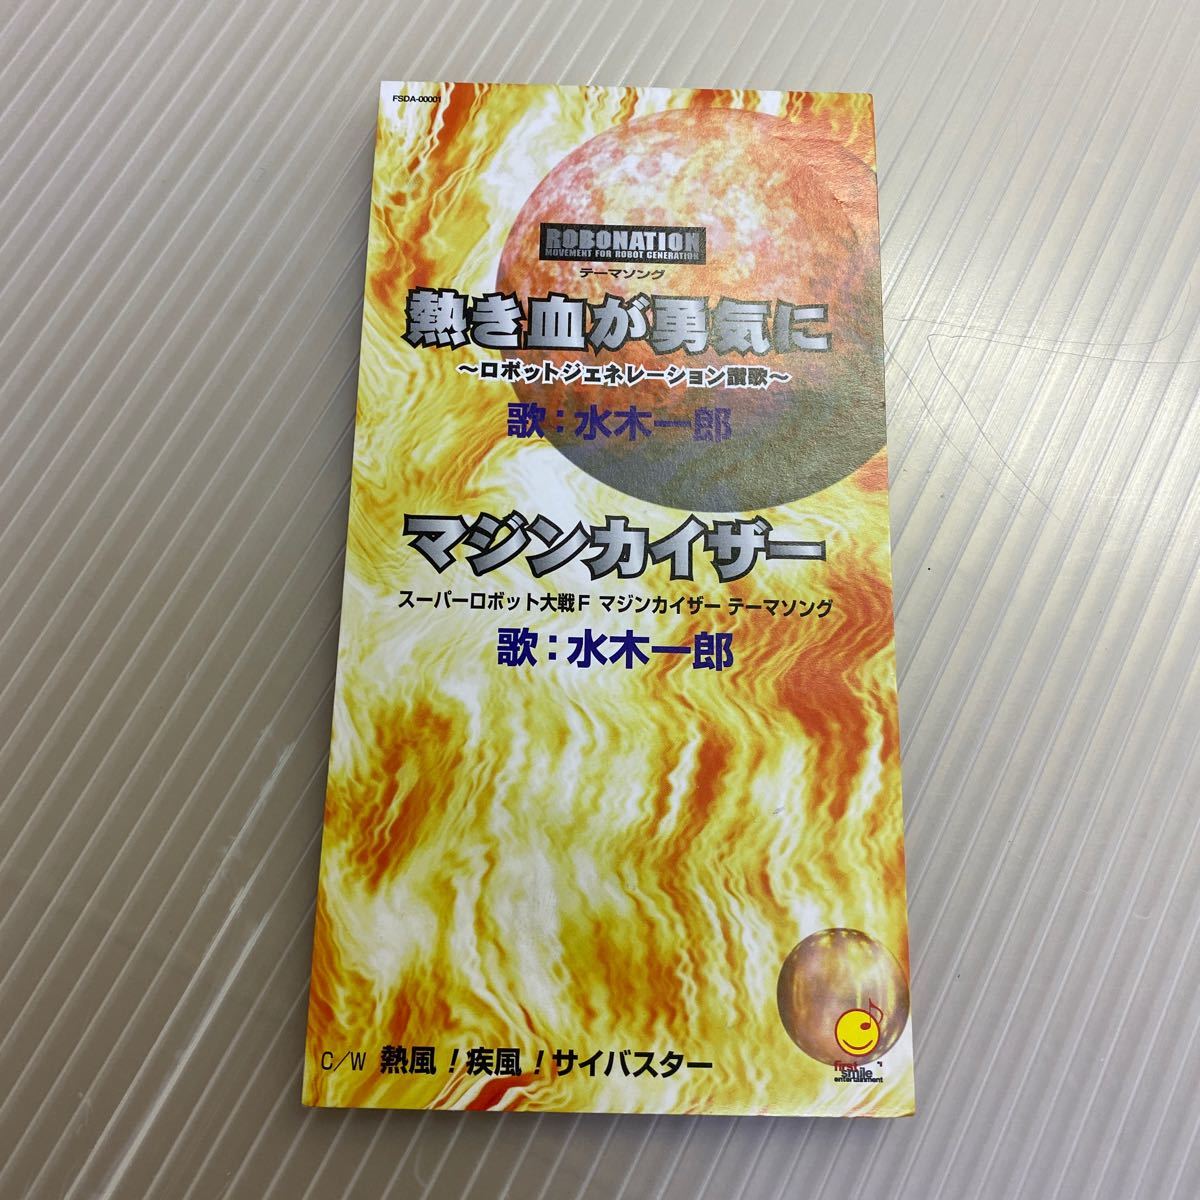 FSDA-00001
ROBONATION
MOVEMENT FOR ROBOT GENERATION
テーマソング
熱き血が勇気に
～ロボットジェネレーション讃歌～
歌：水木一郎
マジンカイザー
スーパーロボット大戦F マジンカイザー テーマソング
歌：水木一郎
C/W 熱風！疾風！サイバスター
first
smile
entertainment